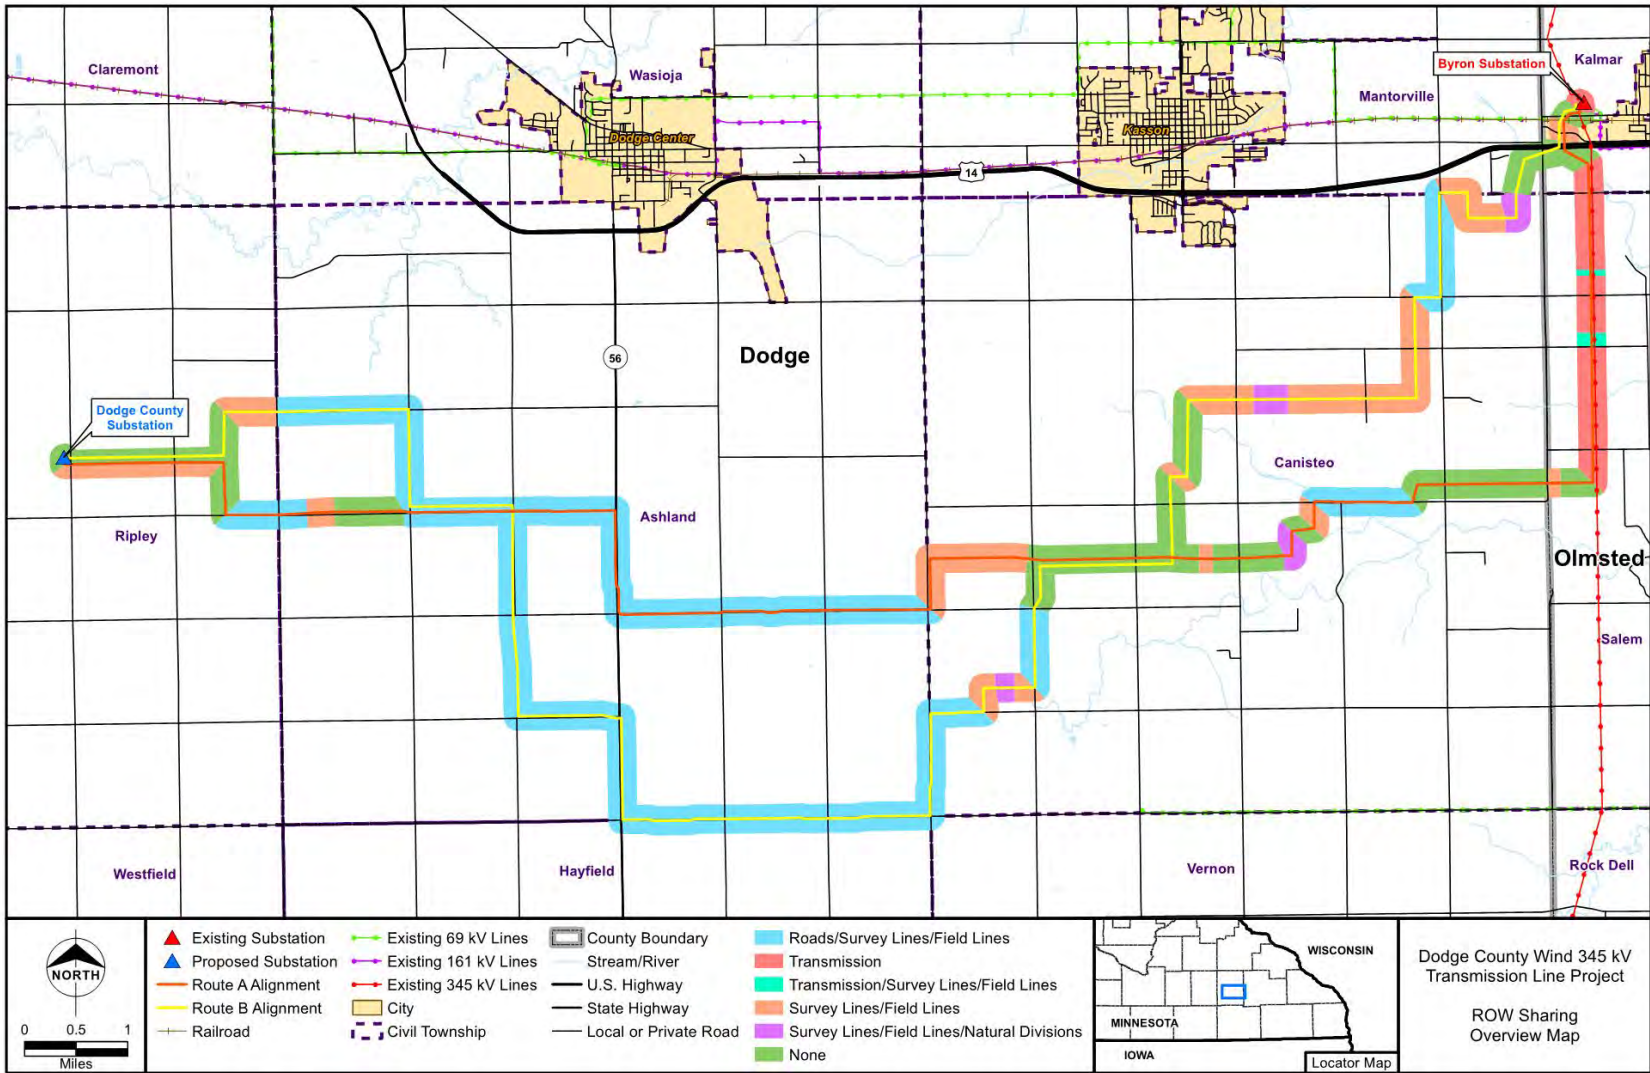 Claremont
Wasioja
Kalmar
Byron Substation
Mantorville
Dodge Center
Kasson
14
56
Dodge
Dodge County
Substation
Canisteo
Ashland
Ripley
Olmsted
Salem
Westfield
Hayfield
Vernon
Rock Dell
NORTH
0 0.5 1
Miles
Existing Substation
Proposed Substation
Route A Alignment
Route B Alignment
Railroad
Existing 69 kV Lines
Existing 161 kV Lines
Existing 345 kV Lines
City
Civil Township
County Boundary
Stream/River
U.S. Highway
State Highway
Local or Private Road
Roads/Survey Lines/Field Lines
Transmission
Transmission/Survey Lines/Field Lines
Survey Lines/Field Lines
Survey Lines/Field Lines/Natural Divisions
None
WISCONSIN
MINNESOTA
IOWA
Locator Map
Dodge County Wind 345 kV
Transmission Line Project
ROW Sharing
Overview Map